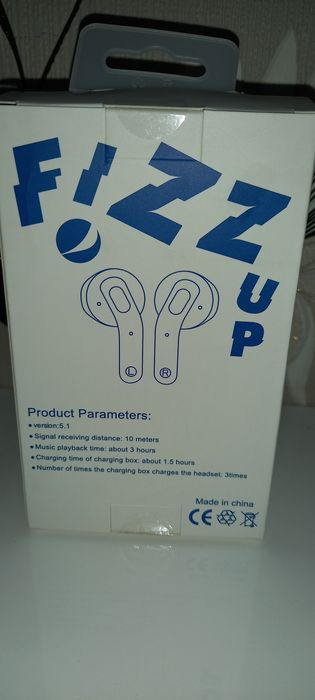 FIZZ
UP
L R
Product Parameters:
• version:5.1
• Signal receiving distance: 10 meters
• Music playback time: about 3 hours
• Charging time of charging box: about 1.5 hours
• Number of times the charging box charges the headset: 3times
Made in china
CE